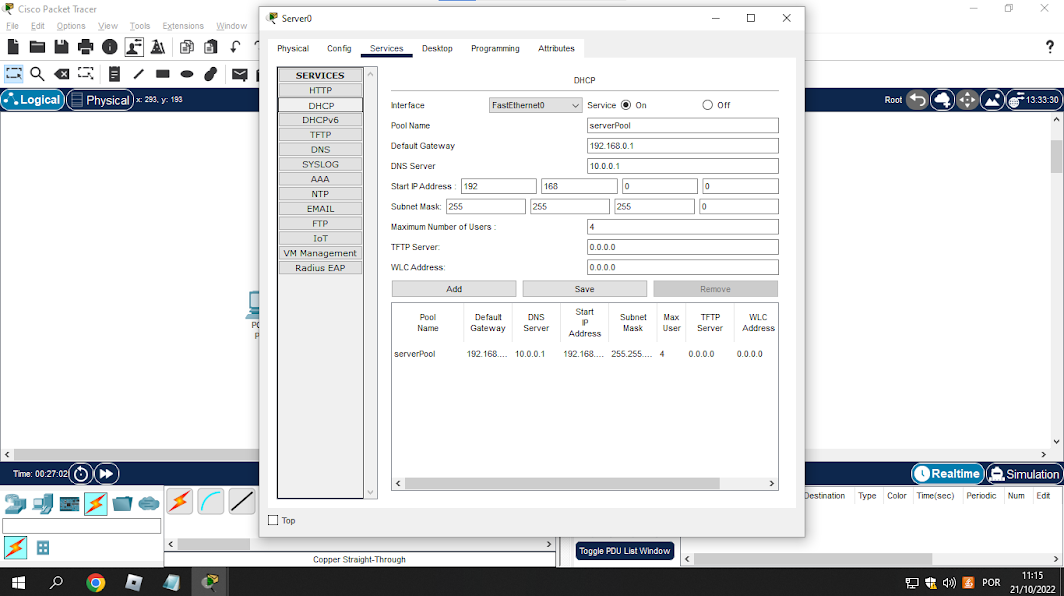 Cisco Packet Tracer
File Edit Options View Tools Extensions Window
Logical Physical x: 293, y: 193
Root 13:33:30
Server0
Physical Config Services Desktop Programming Attributes
SERVICES
HTTP
DHCP
DHCPv6
TFTP
DNS
SYSLOG
AAA
NTP
EMAIL
FTP
IoT
VM Management
Radius EAP
DHCP
Interface FastEthernet0 Service On Off
Pool Name serverPool
Default Gateway 192.168.0.1
DNS Server 10.0.0.1
Start IP Address : 192 168 0 0
Subnet Mask: 255 255 255 0
Maximum Number of Users : 4
TFTP Server: 0.0.0.0
WLC Address: 0.0.0.0
Add Save Remove
Pool Name Default Gateway DNS Server Start IP Address Subnet Mask Max User TFTP Server WLC Address
serverPool 192.168.... 10.0.0.1 192.168.... 255.255.... 4 0.0.0.0 0.0.0.0
Top
Time: 00:27:02
Realtime Simulation
Destination Type Color Time(sec) Periodic Num Edit
Copper Straight-Through
Toggle PDU List Window
POR
11:15
21/10/2022